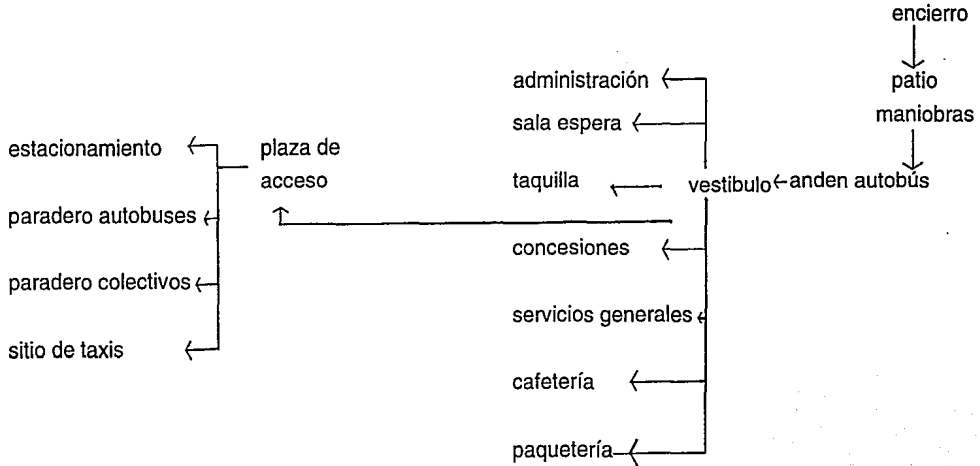 encierro
patio
maniobras
administración
sala espera
estacionamiento
plaza de
acceso
taquilla
vestibulo
anden autobús
paradero autobuses
concesiones
paradero colectivos
servicios generales
sitio de taxis
cafetería
paquetería